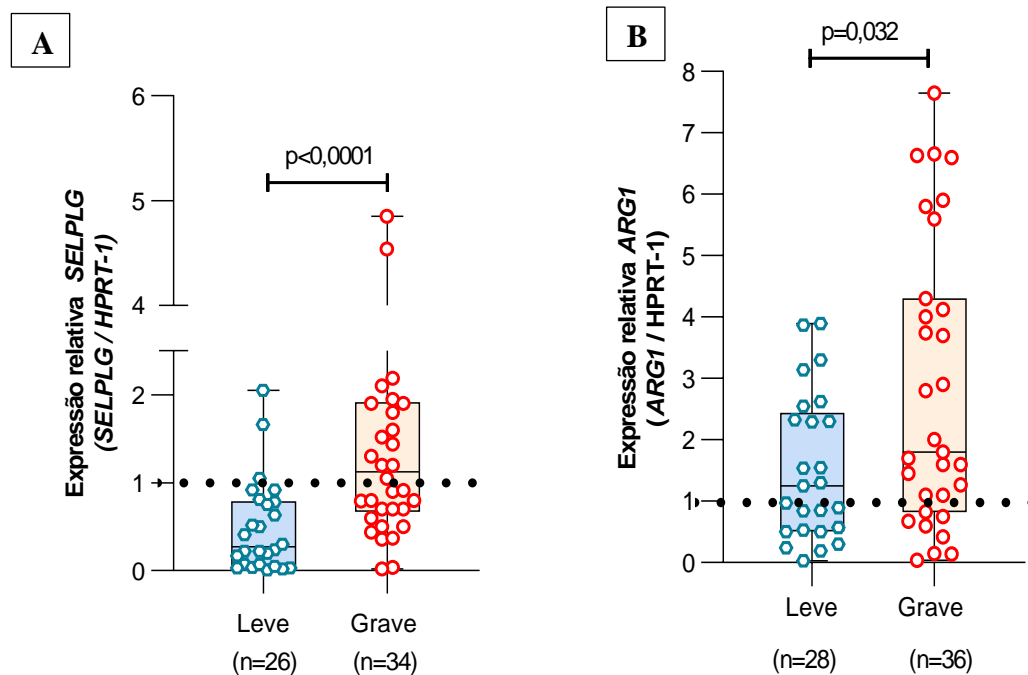 A
Expressão relativa SELPLG
(SELPLG / HPRT-1)
6
5
4
2
1
0
p<0,0001
Leve
Grave
(n=26)
(n=34)
B
Expressão relativa ARG1
( ARG1 / HPRT-1)
8
7
6
5
4
3
2
1
0
p=0,032
Leve
Grave
(n=28)
(n=36)